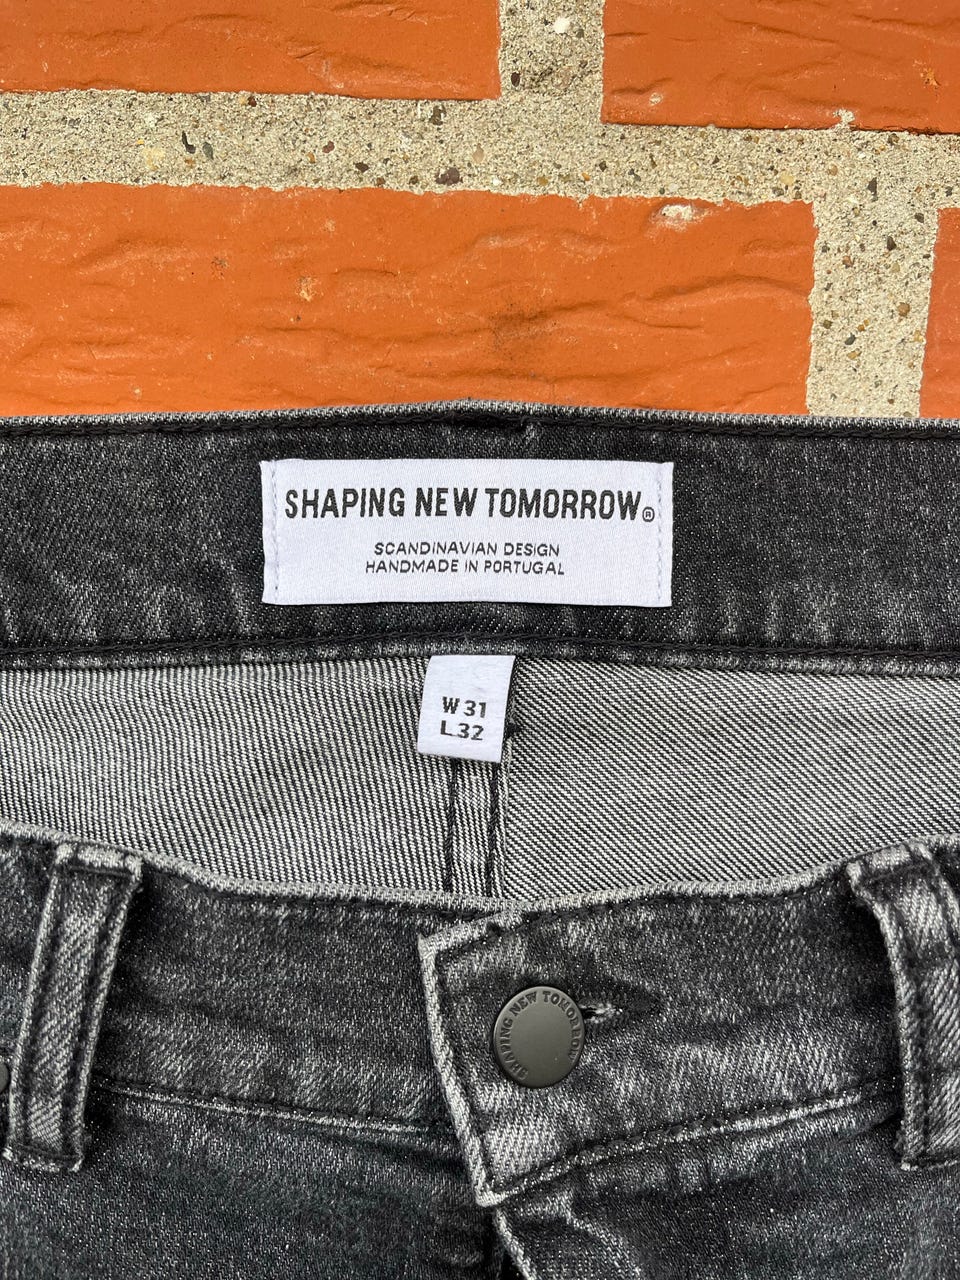 SHAPING NEW TOMORROW®
SCANDINAVIAN DESIGN
HANDMADE IN PORTUGAL
W 31
L 32
SHAPING NEW TOMORROW